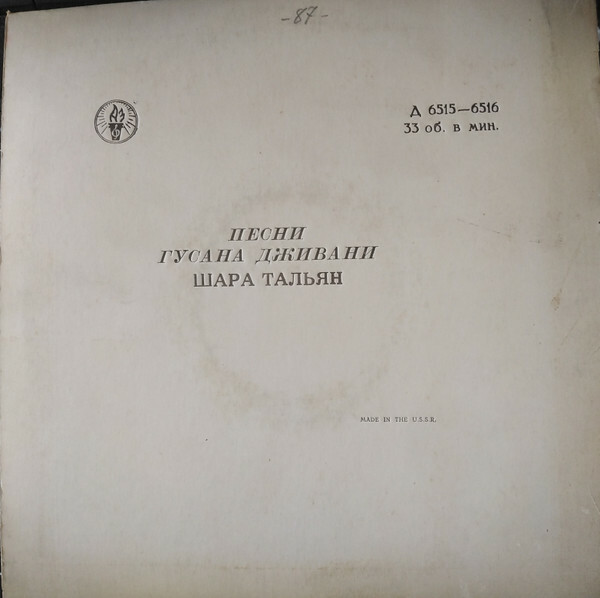 -87-
Д 6515—6516
33 об. в мин.
ПЕСНИ
ГУСАНА ДЖИВАНИ
ШАРА ТАЛЬЯН
MADE IN THE U.S.S.R.